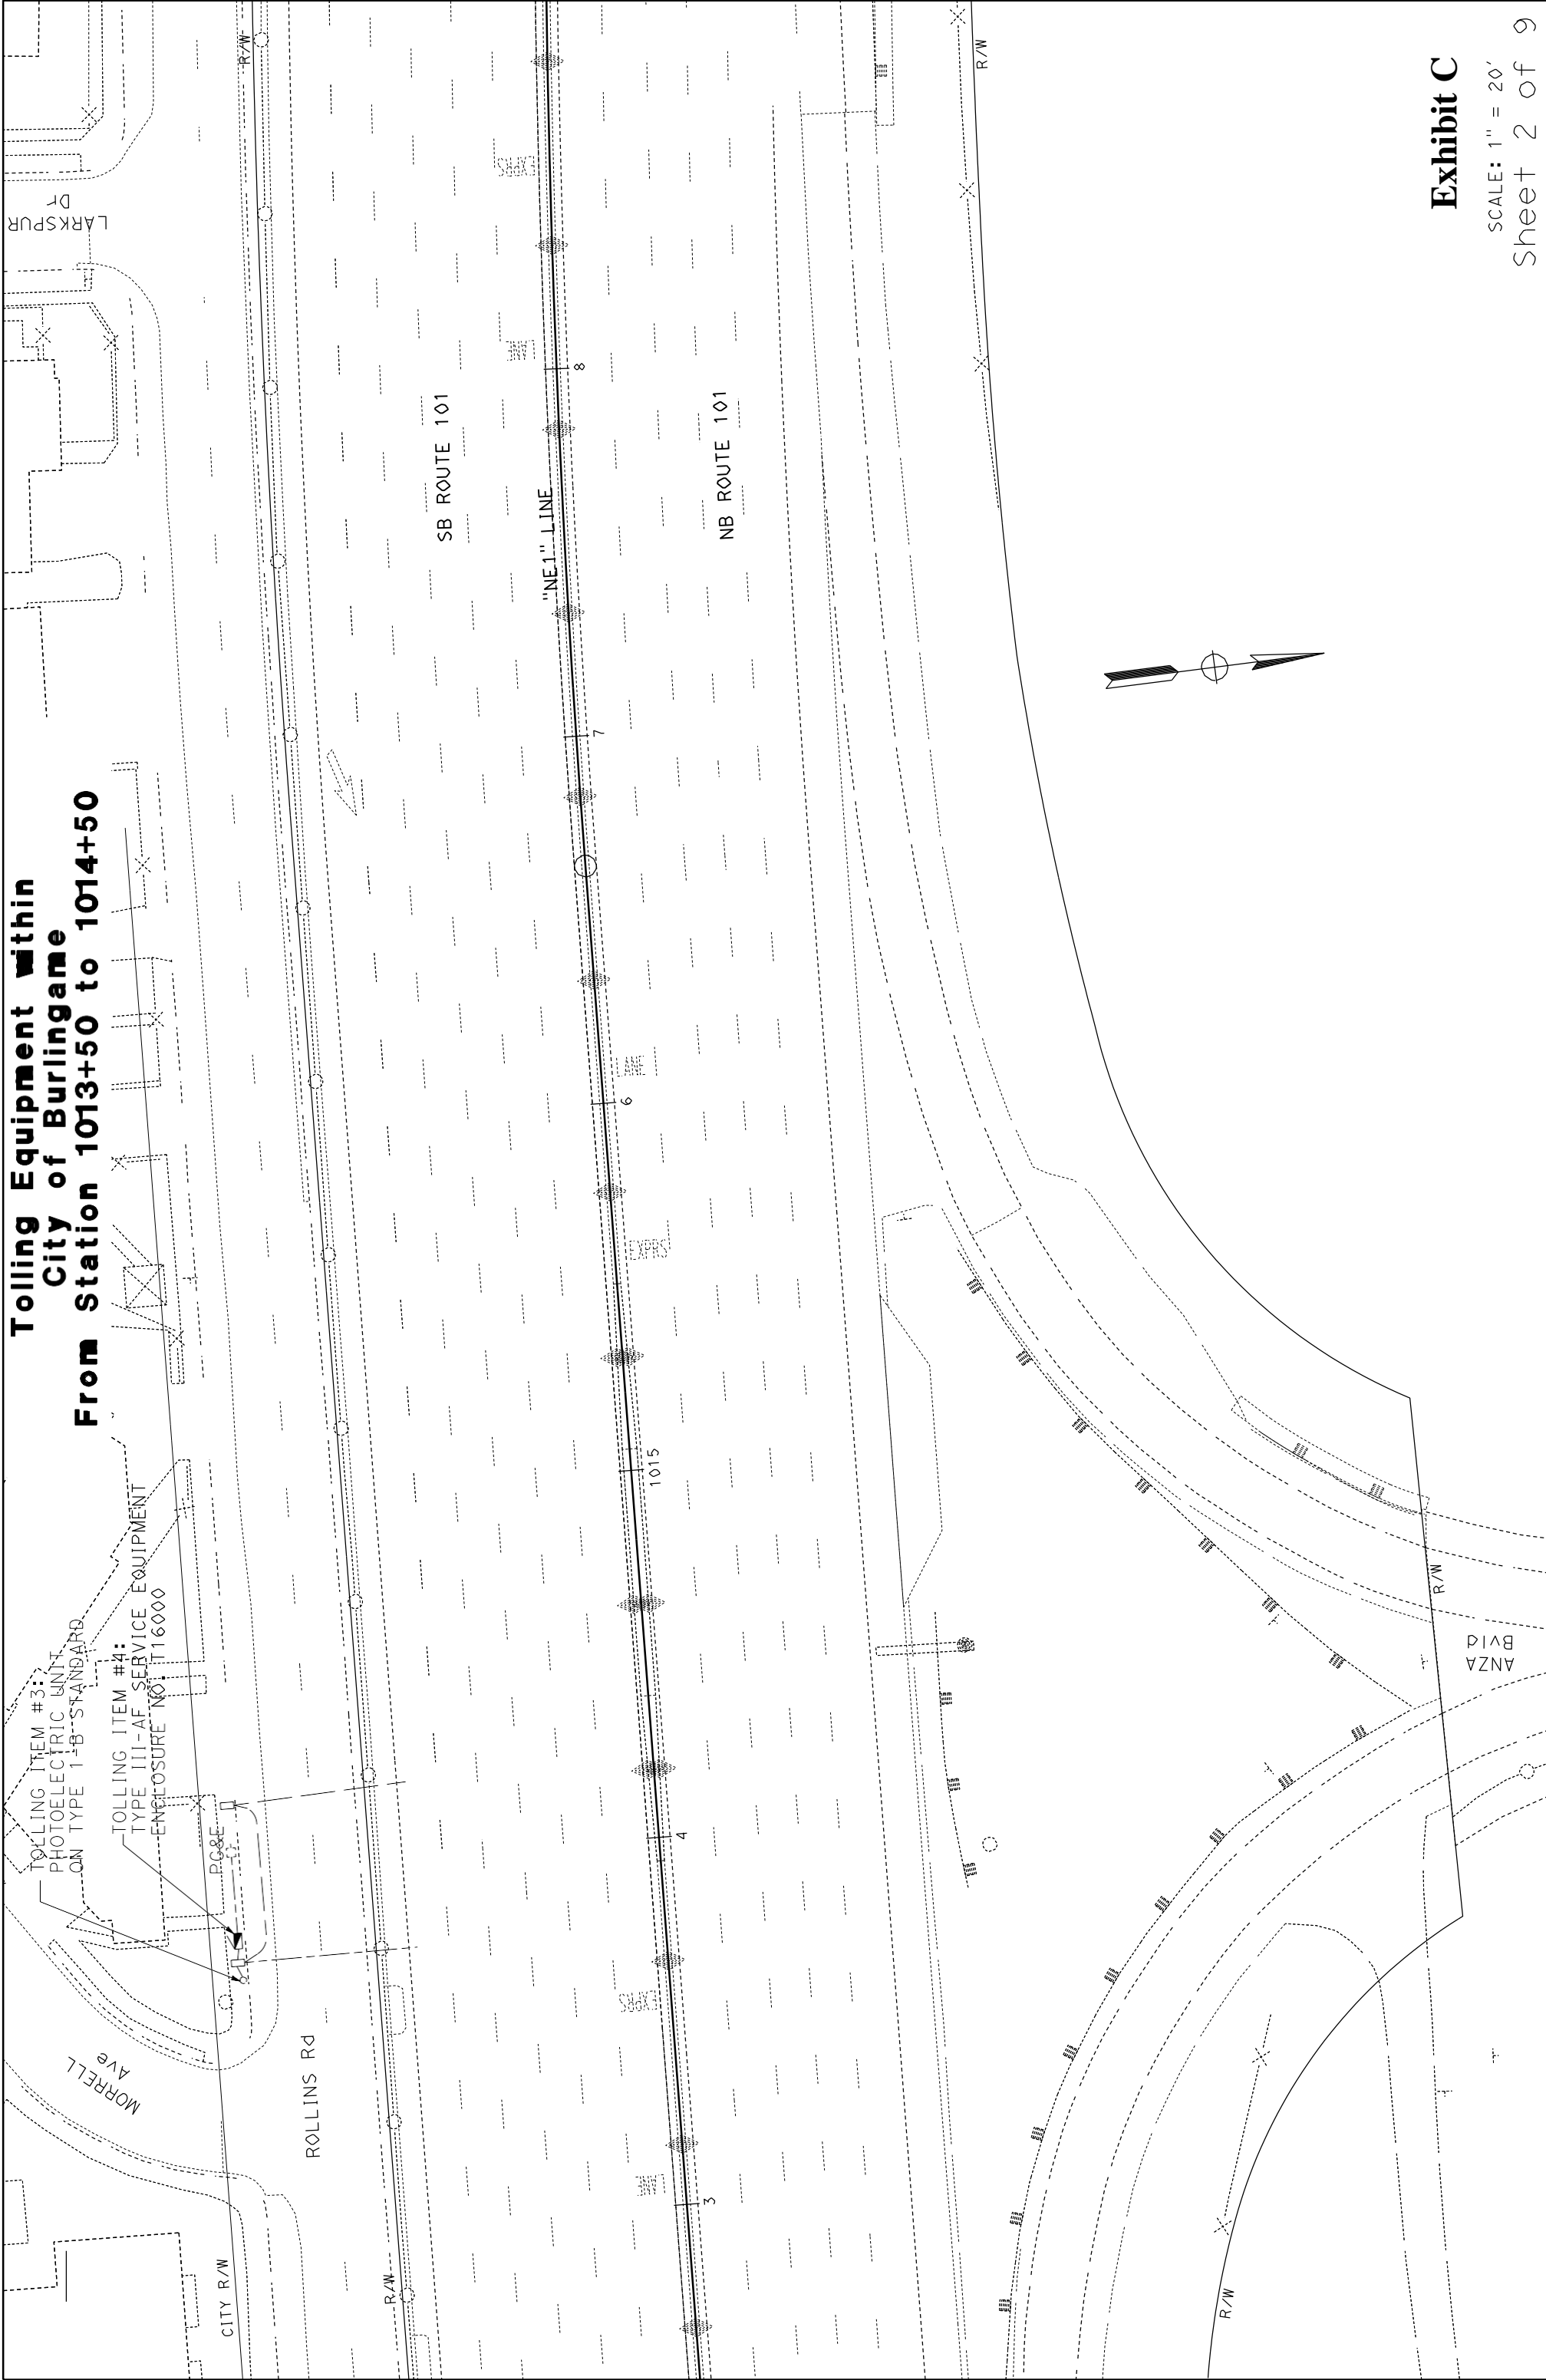 Tolling Equipment within
City of Burlingame
From Station 1013+50 to 1014+50
TOLLING ITEM #3:
PHOTOELECTRIC UNIT
ON TYPE 1-B STANDARD
TOLLING ITEM #4:
TYPE III-AF SERVICE EQUIPMENT
ENCLOSURE NO. T16000
PG&E
MORRELL
Ave
LARKSPUR
Dr
CITY R/W
ROLLINS Rd
R/W
R/W
SB ROUTE 101
"NE1" LINE
NB ROUTE 101
LANE
3
EXPRS
4
1015
EXPRS
6
LANE
7
8
LANE
EXPRS
R/W
R/W
ANZA
Blvd
R/W
Exhibit C
SCALE: 1" = 20'
Sheet 2 of 9